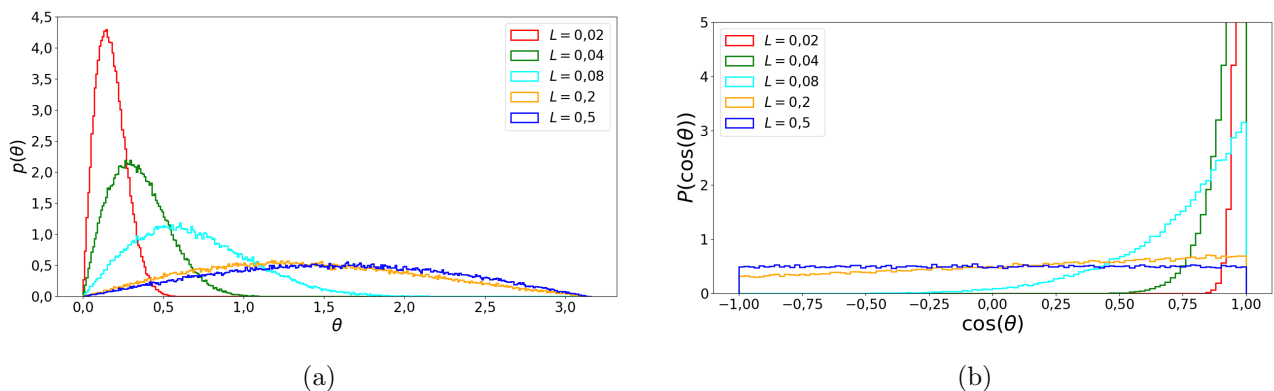 4,5
4,0
3,5
3,0
2,5
2,0
1,5
1,0
0,5
0,0
p(θ)
0,0 0,5 1,0 1,5 2,0 2,5 3,0
θ
L = 0,02
L = 0,04
L = 0,08
L = 0,2
L = 0,5
(a)
5
4
3
2
1
0
P(cos(θ))
−1,00 −0,75 −0,50 −0,25 0,00 0,25 0,50 0,75 1,00
cos(θ)
L = 0,02
L = 0,04
L = 0,08
L = 0,2
L = 0,5
(b)